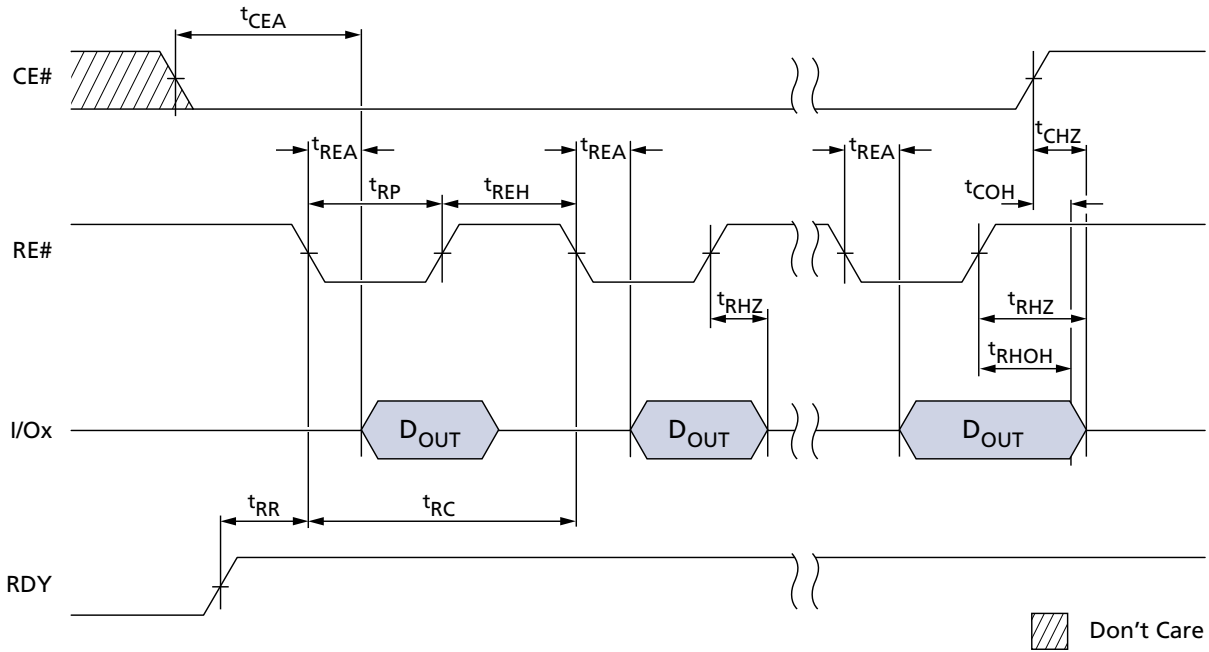 tCEA
CE#
tREA
tREA
tREA
tCHZ
tRP
tREH
tCOH
RE#
tRHZ
tRHZ
tRHOH
I/Ox
DOUT
DOUT
DOUT
tRR
tRC
RDY
Don't Care